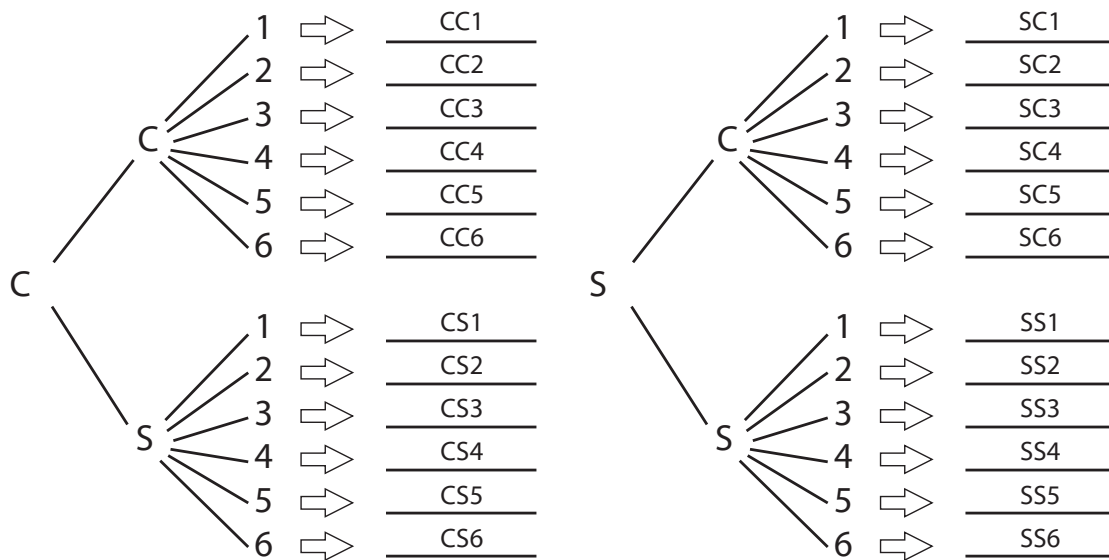 1 CC1 1 SC1
2 CC2 2 SC2
3 CC3 3 SC3
C C
4 CC4 4 SC4
5 CC5 5 SC5
6 CC6 6 SC6
C S
1 CS1 1 SS1
2 CS2 2 SS2
3 CS3 3 SS3
S S
4 CS4 4 SS4
5 CS5 5 SS5
6 CS6 6 SS6